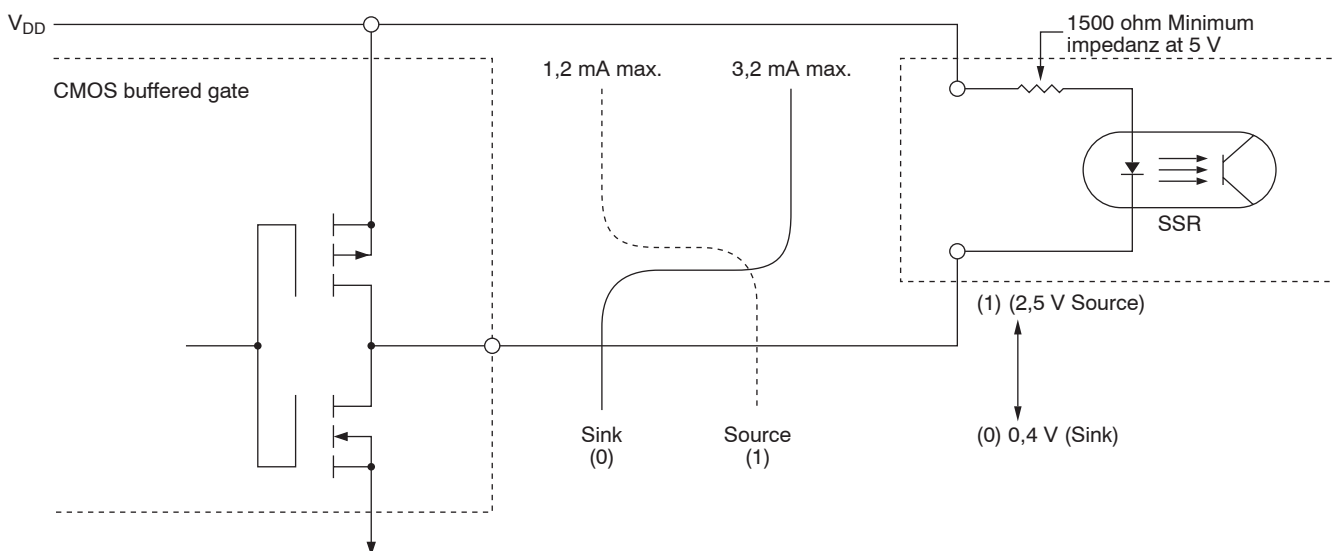 VDD
1500 ohm Minimum
impedanz at 5 V
1,2 mA max.
3,2 mA max.
CMOS buffered gate
SSR
(1) (2,5 V Source)
Sink
(0)
Source
(1)
(0) 0,4 V (Sink)